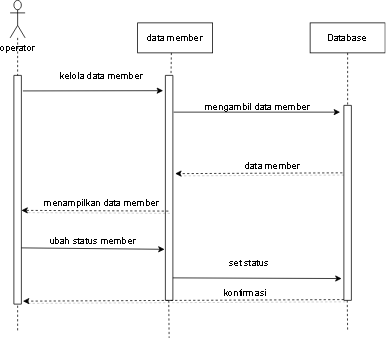 operator
data member
Database
kelola data member
mengambil data member
data member
menampilkan data member
ubah status member
set status
konfirmasi